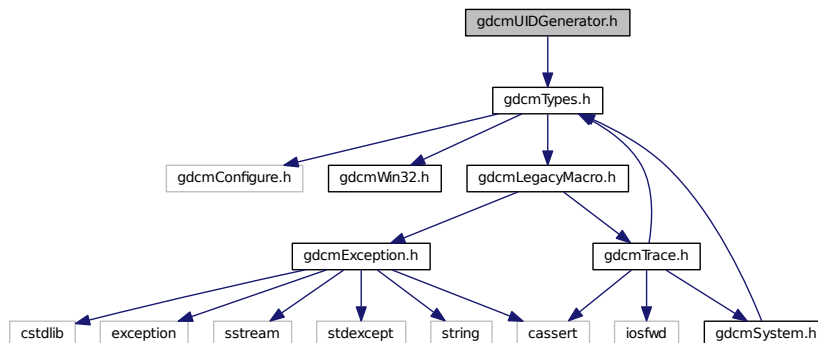 gdcmUIDGenerator.h
gdcmTypes.h
gdcmConfigure.h
gdcmWin32.h
gdcmLegacyMacro.h
gdcmException.h
gdcmTrace.h
cstdlib
exception
sstream
stdexcept
string
cassert
iosfwd
gdcmSystem.h